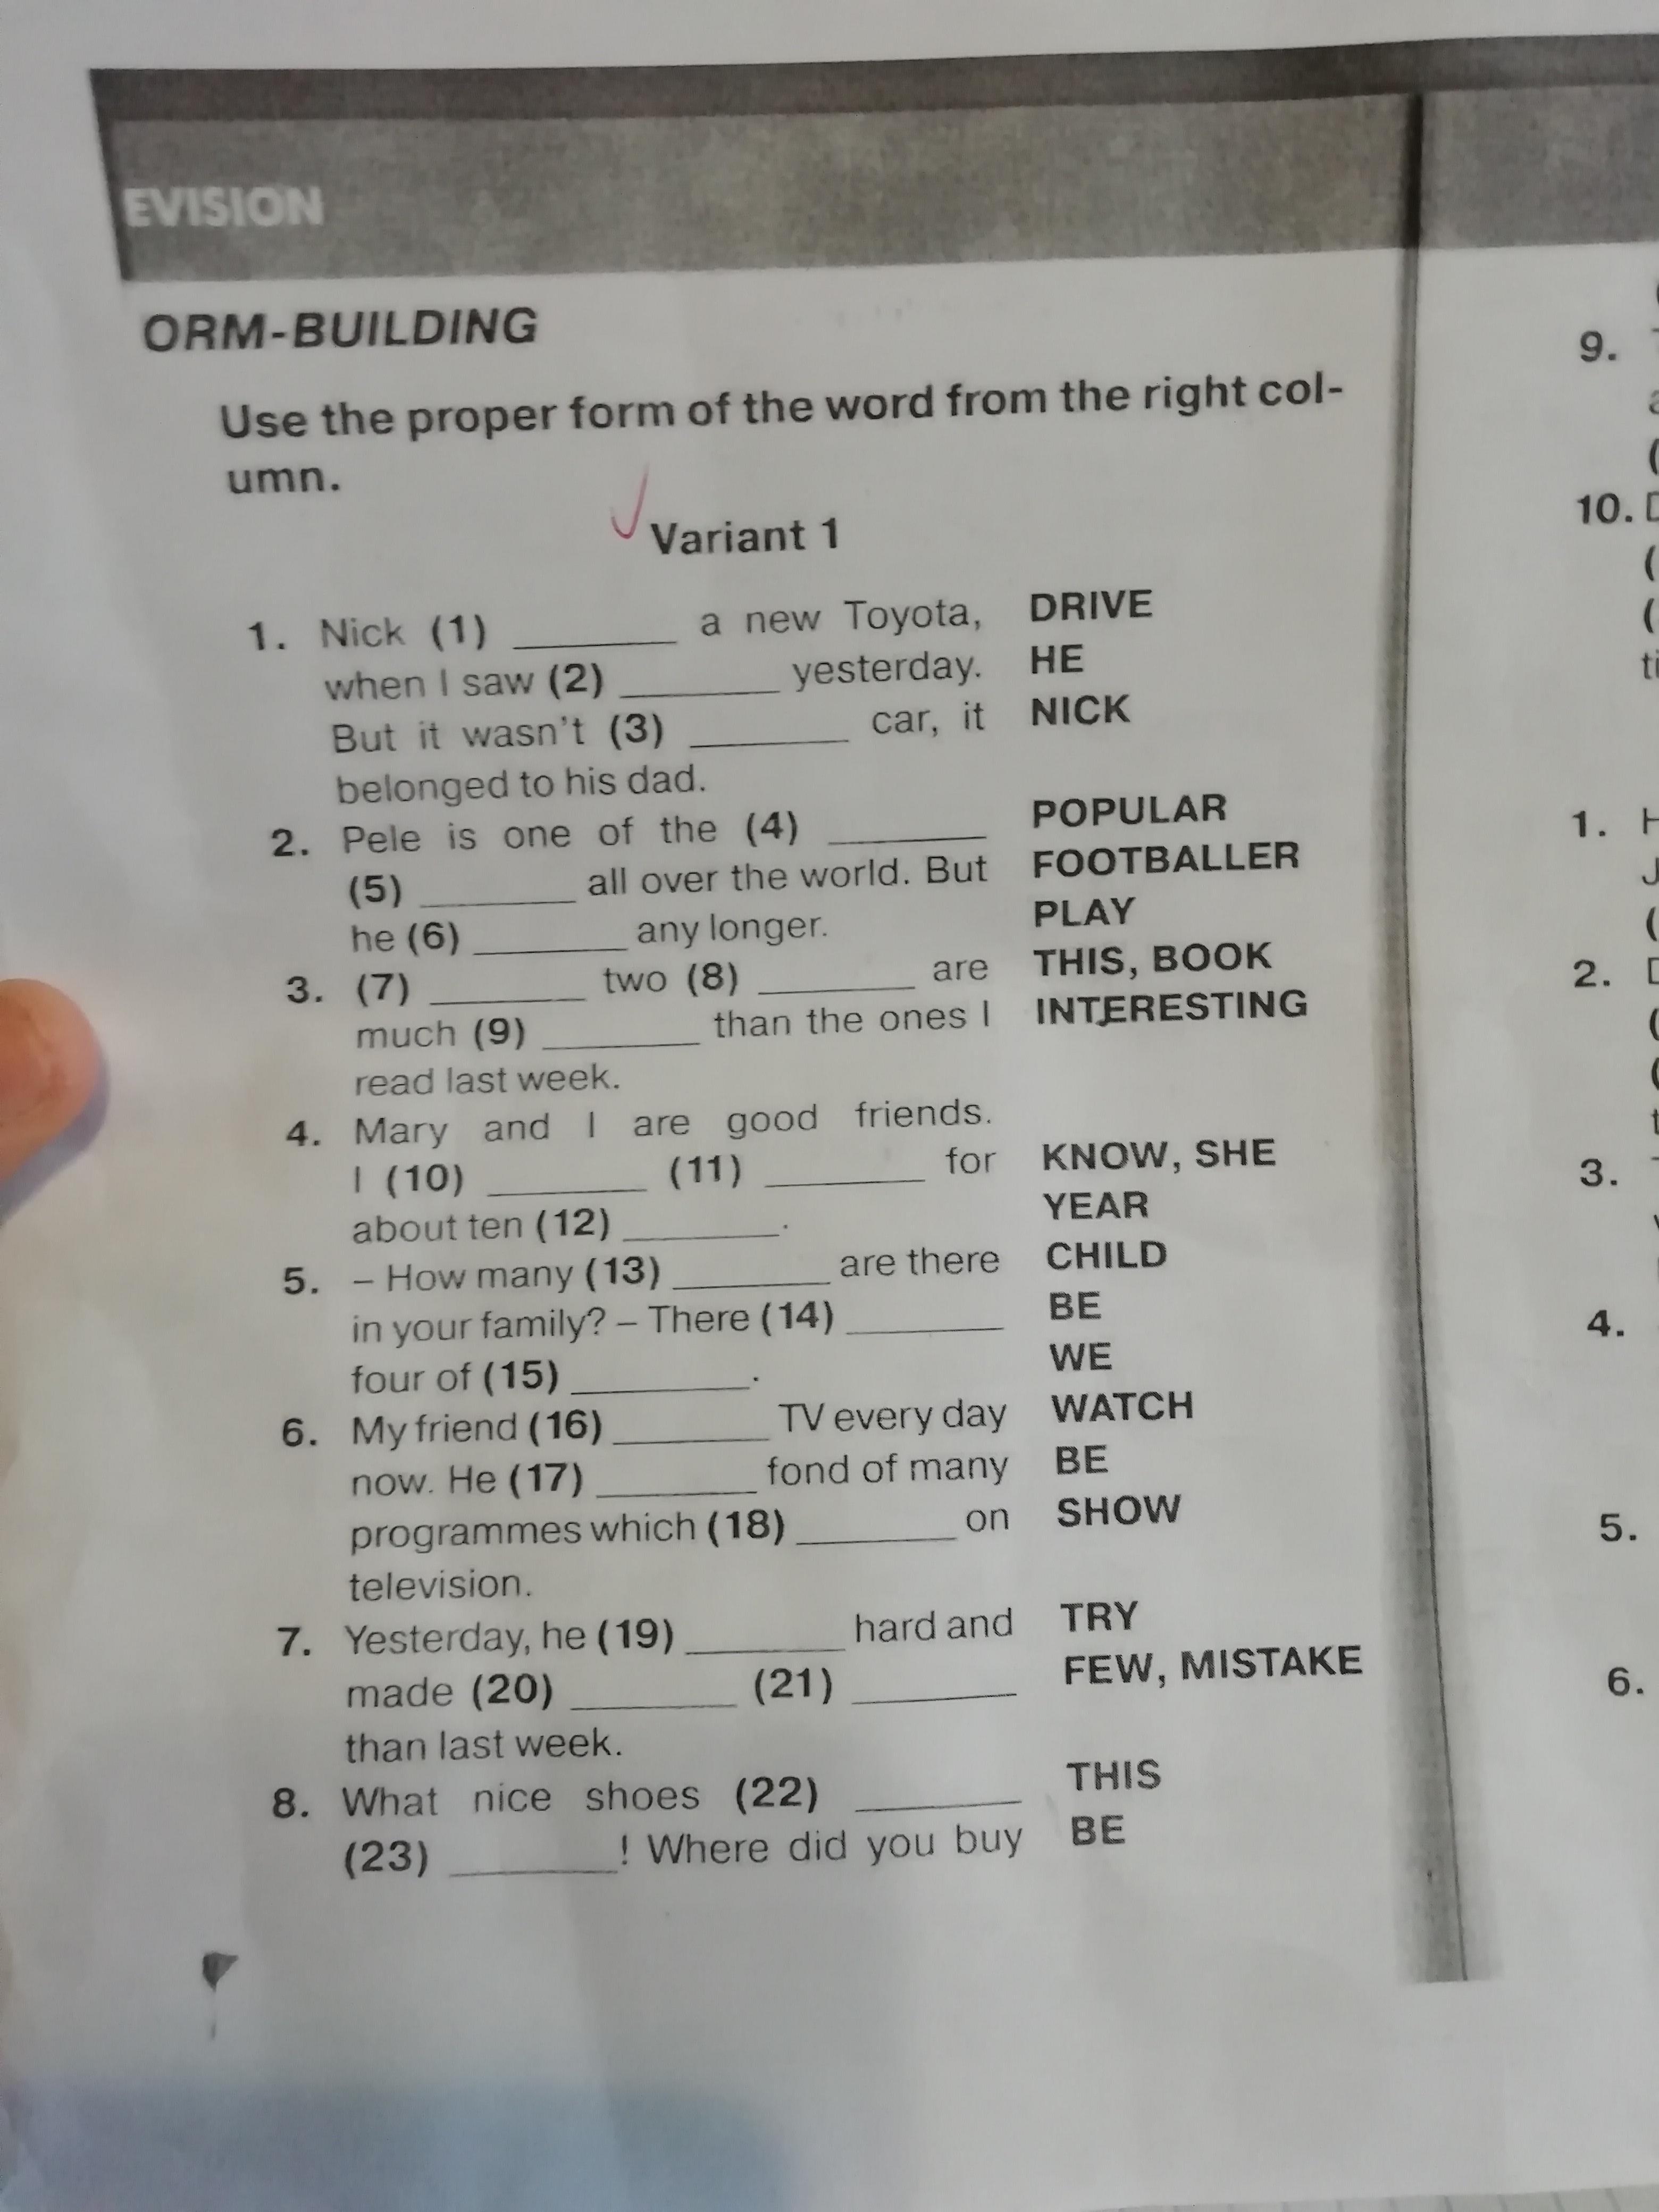 EVISION
ORM-BUILDING
Use the proper form of the word from the right col-
umn.
Variant 1
1. Nick (1) ________ a new Toyota, DRIVE
when I saw (2) ________ yesterday. HE
But it wasn't (3) ________ car, it NICK
belonged to his dad.
2. Pele is one of the (4) ________ POPULAR
(5) ________ all over the world. But FOOTBALLER
he (6) ________ any longer. PLAY
3. (7) ________ two (8) ________ are THIS, BOOK
much (9) ________ than the ones I INTERESTING
read last week.
4. Mary and I are good friends.
I (10) ________ (11) ________ for KNOW, SHE
about ten (12) ________. YEAR
5. – How many (13) ________ are there CHILD
in your family? – There (14) ________ BE
four of (15) ________. WE
6. My friend (16) ________ TV every day WATCH
now. He (17) ________ fond of many BE
programmes which (18) ________ on SHOW
television.
7. Yesterday, he (19) ________ hard and TRY
made (20) ________ (21) ________ FEW, MISTAKE
than last week.
8. What nice shoes (22) ________ THIS
(23) ________! Where did you buy BE
9.
10.
1.
2.
3.
4.
5.
6.